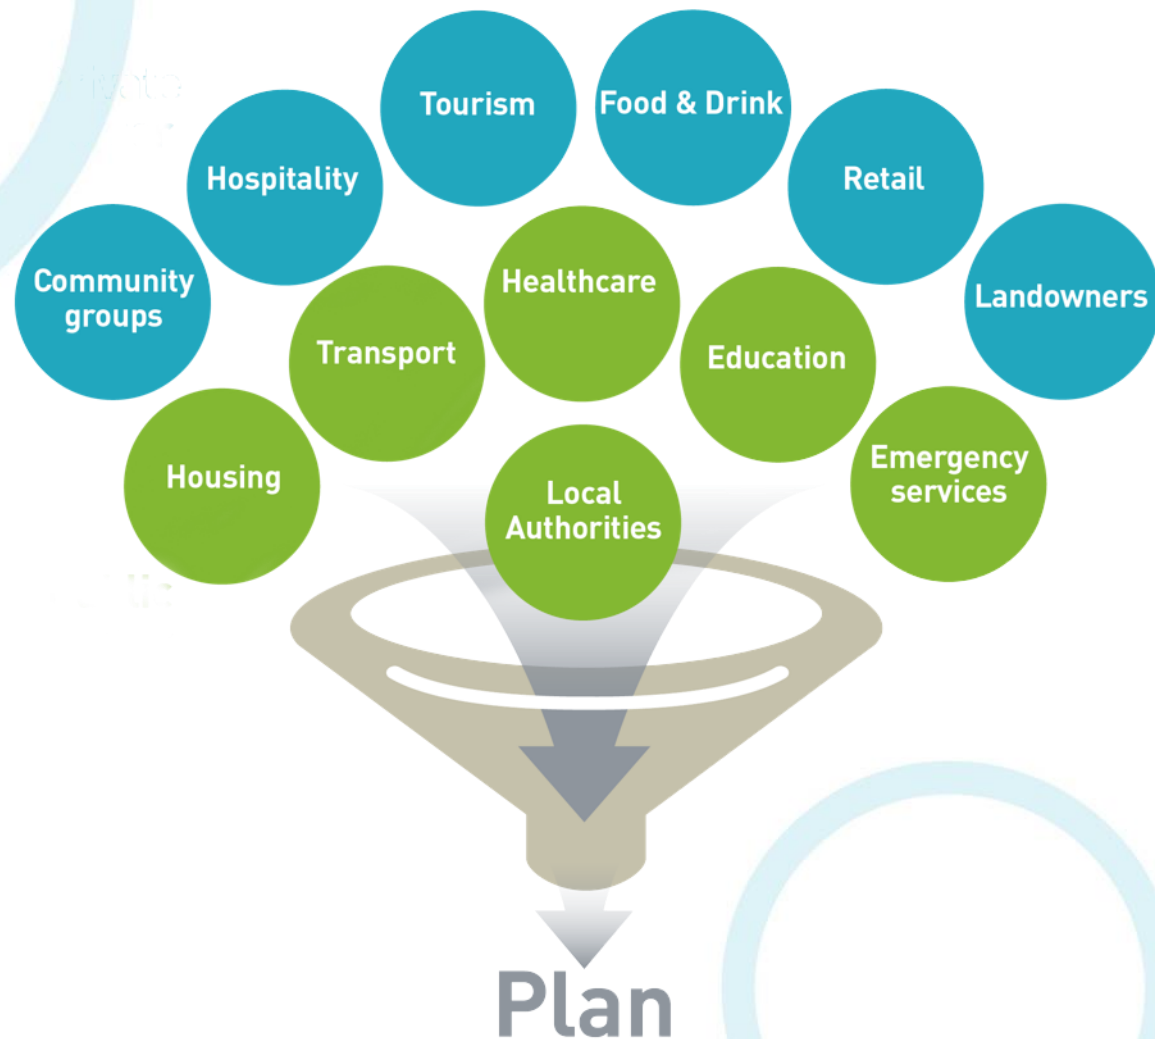 Tourism
Food & Drink
Hospitality
Retail
Community
groups
Healthcare
Landowners
Transport
Education
Housing
Emergency
services
Local
Authorities
Plan